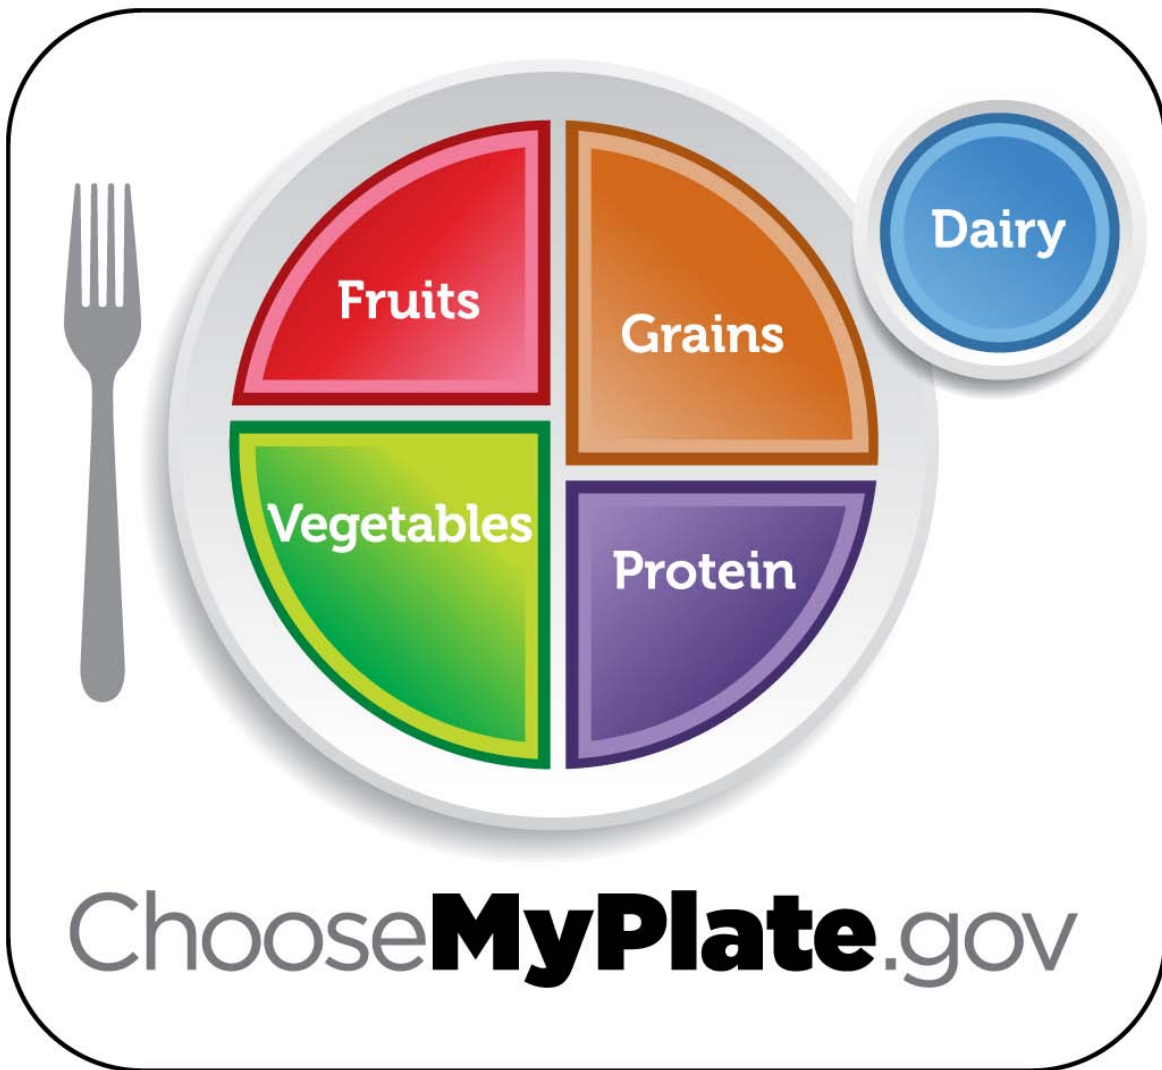 Fruits
Grains
Dairy
Vegetables
Protein
ChooseMyPlate.gov